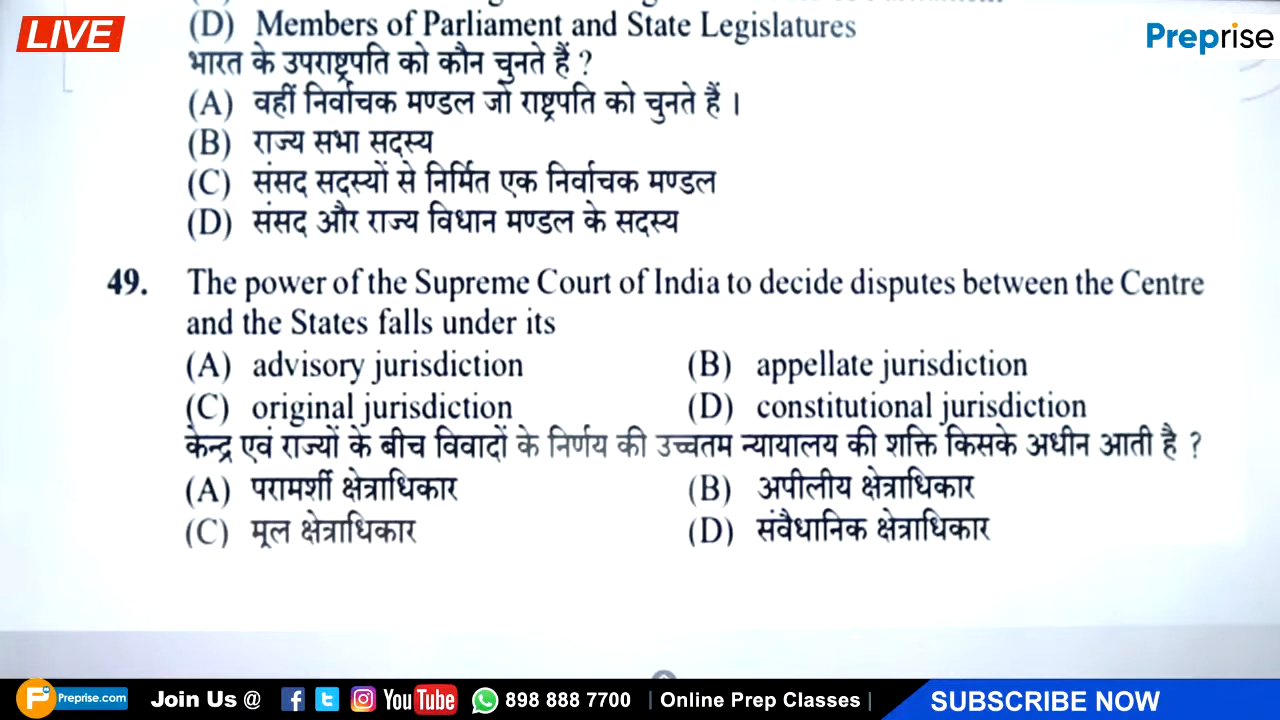 LIVE
Preprise
(D) Members of Parliament and State Legislatures
भारत के उपराष्ट्रपति को कौन चुनते हैं ?
(A) वहीं निर्वाचक मण्डल जो राष्ट्रपति को चुनते हैं ।
(B) राज्य सभा सदस्य
(C) संसद सदस्यों से निर्मित एक निर्वाचक मण्डल
(D) संसद और राज्य विधान मण्डल के सदस्य
49. The power of the Supreme Court of India to decide disputes between the Centre
and the States falls under its
(A) advisory jurisdiction (B) appellate jurisdiction
(C) original jurisdiction (D) constitutional jurisdiction
केन्द्र एवं राज्यों के बीच विवादों के निर्णय की उच्चतम न्यायालय की शक्ति किसके अधीन आती है ?
(A) परामर्शी क्षेत्राधिकार (B) अपीलीय क्षेत्राधिकार
(C) मूल क्षेत्राधिकार (D) संवैधानिक क्षेत्राधिकार
Preprise.com Join Us @ YouTube 898 888 7700 | Online Prep Classes | SUBSCRIBE NOW